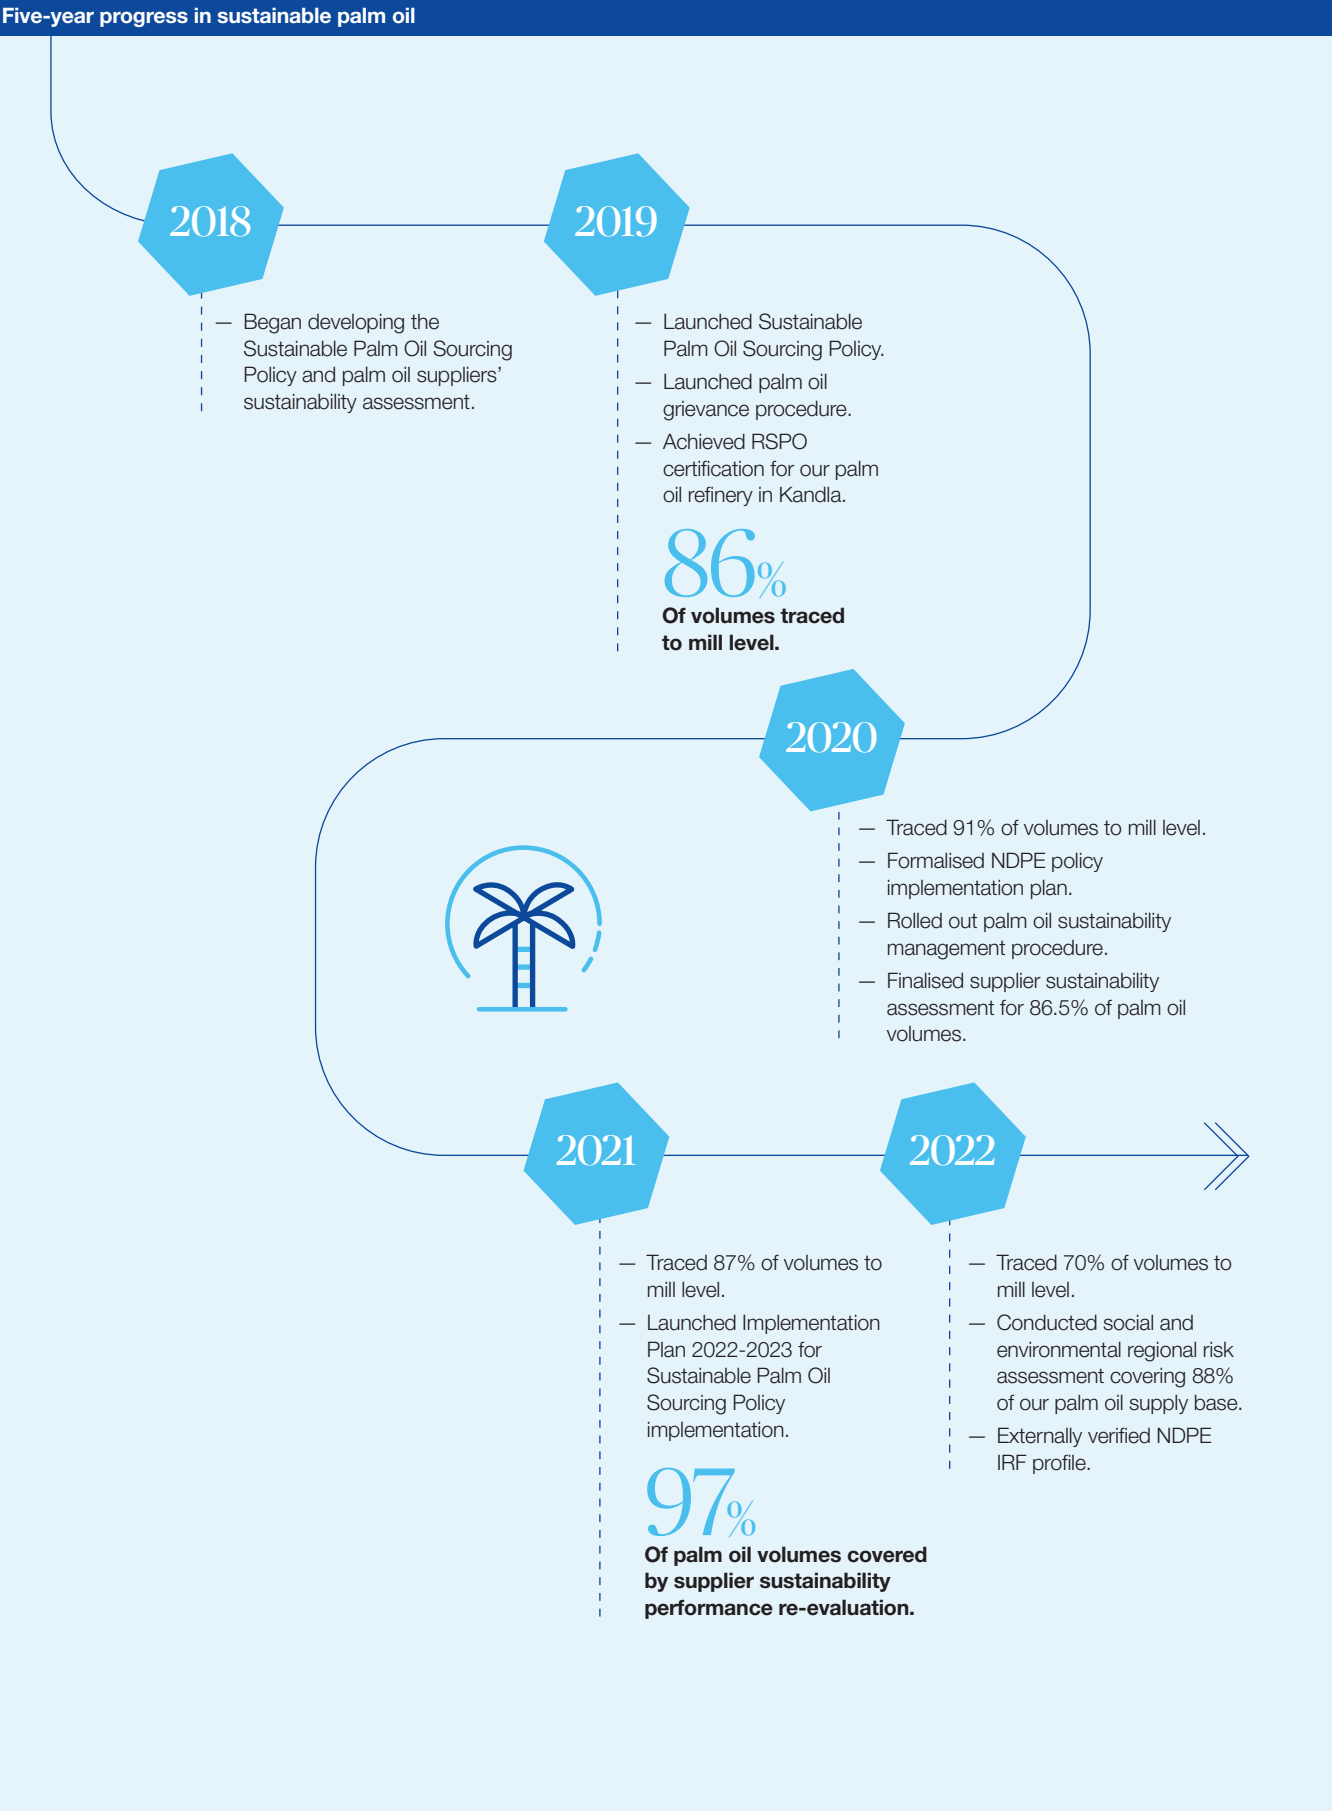 Five-year progress in sustainable palm oil
2018
— Began developing the
Sustainable Palm Oil Sourcing
Policy and palm oil suppliers’
sustainability assessment.
2019
— Launched Sustainable
Palm Oil Sourcing Policy.
— Launched palm oil
grievance procedure.
— Achieved RSPO
certification for our palm
oil refinery in Kandla.
86%
Of volumes traced
to mill level.
2020
— Traced 91% of volumes to mill level.
— Formalised NDPE policy
implementation plan.
— Rolled out palm oil sustainability
management procedure.
— Finalised supplier sustainability
assessment for 86.5% of palm oil
volumes.
2021
— Traced 87% of volumes to
mill level.
— Launched Implementation
Plan 2022-2023 for
Sustainable Palm Oil
Sourcing Policy
implementation.
97%
Of palm oil volumes covered
by supplier sustainability
performance re-evaluation.
2022
— Traced 70% of volumes to
mill level.
— Conducted social and
environmental regional risk
assessment covering 88%
of our palm oil supply base.
— Externally verified NDPE
IRF profile.